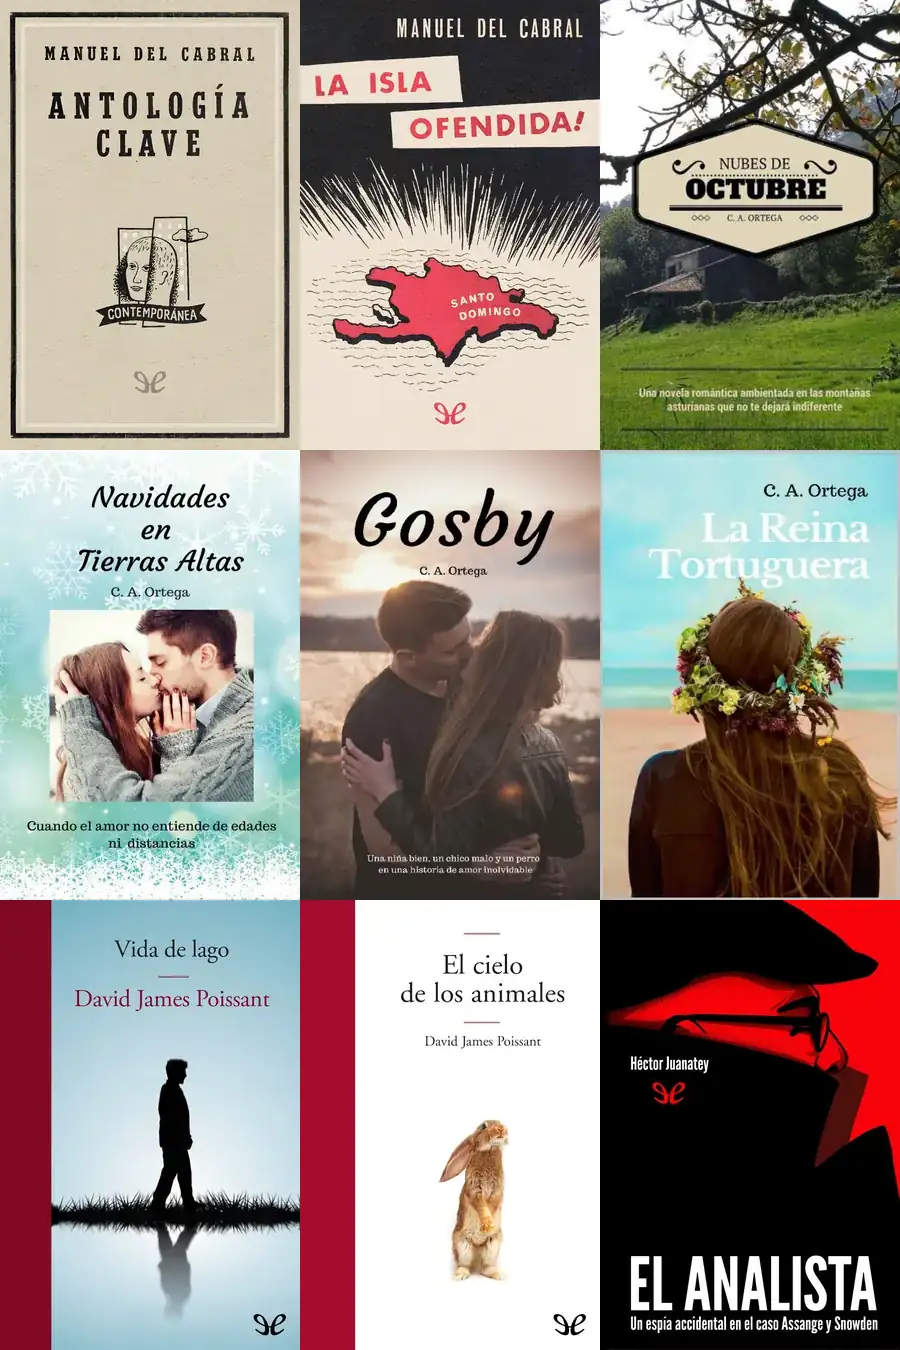 MANUEL DEL CABRAL
ANTOLOGÍA
CLAVE
CONTEMPORÁNEA
MANUEL DEL CABRAL
LA ISLA
OFENDIDA!
SANTO
DOMINGO
NUBES DE
OCTUBRE
C. A. ORTEGA
Una novela romántica ambientada en las montañas
asturianas que no te dejará indiferente
Navidades
en
Tierras Altas
C. A. Ortega
Cuando el amor no entiende de edades
ni distancias
Gosby
C. A. Ortega
Una niña bien, un chico malo y un perro
en una historia de amor inolvidable
C. A. Ortega
La Reina
Tortuguera
Vida de lago
David James Poissant
El cielo
de los animales
David James Poissant
Héctor Juanatey
EL ANALISTA
Un espía accidental en el caso Assange y Snowden